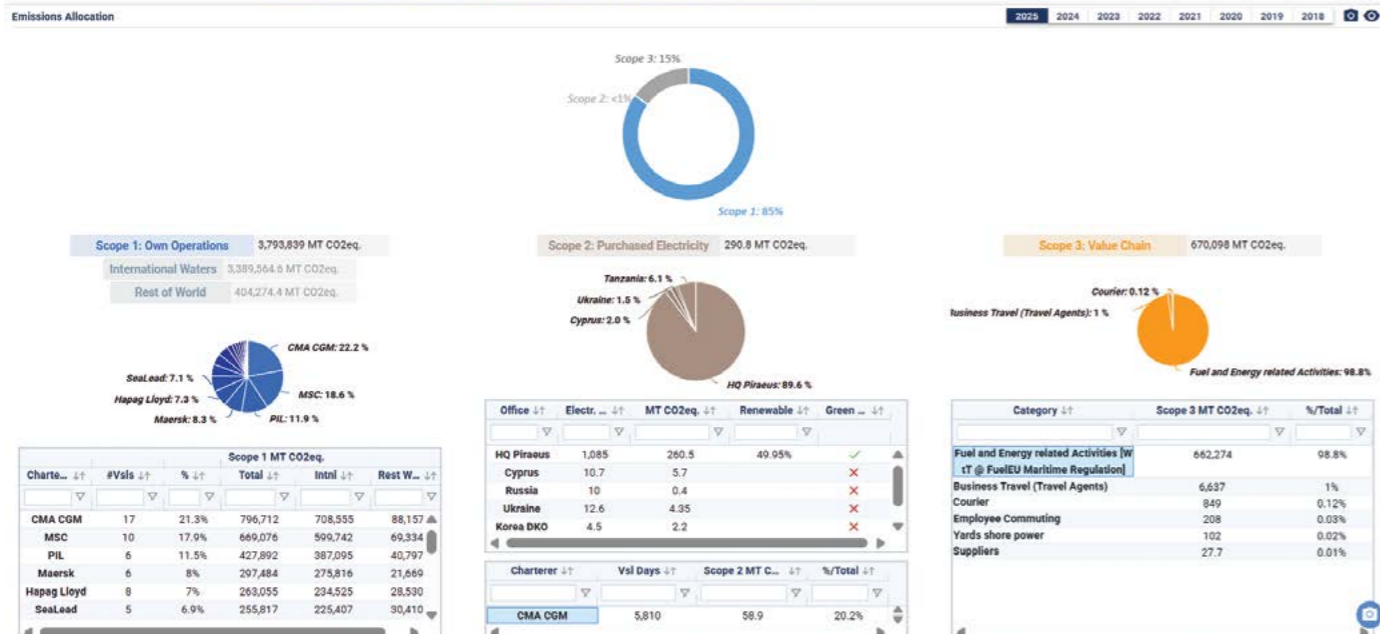 Emissions Allocation
2025 2024 2023 2022 2021 2020 2019 2018
Scope 3: 15%
Scope 2: <1%
Scope 1: 85%
Scope 1: Own Operations 3,793,839 MT CO2eq.
International Waters 3,389,564.6 MT CO2eq.
Rest of World 404,274.4 MT CO2eq.
CMA CGM: 22.2 %
SeaLead: 7.1 %
Hapag Lloyd: 7.3 %
MSC: 18.6 %
Maersk: 8.3 %
PIL: 11.9 %
Scope 1 MT CO2eq.
Charte... #Vsls % Total Intnl Rest W...
CMA CGM 17 21.3% 796,712 708,555 88,157
MSC 10 17.9% 669,076 599,742 69,334
PIL 6 11.5% 427,892 387,095 40,797
Maersk 6 8% 297,484 275,816 21,669
Hapag Lloyd 8 7% 263,055 234,525 28,530
SeaLead 5 6.9% 255,817 225,407 30,410
Scope 2: Purchased Electricity 290.8 MT CO2eq.
Tanzania: 6.1 %
Ukraine: 1.5 %
Cyprus: 2.0 %
HQ Piraeus: 89.6 %
Office Electr. ... MT CO2eq. Renewable Green ...
HQ Piraeus 1,085 260.5 49.95%
Cyprus 10.7 5.7
Russia 10 0.4
Ukraine 12.6 4.35
Korea DKO 4.5 2.2
Charterer Vsl Days Scope 2 MT C... %/Total
CMA CGM 5,810 58.9 20.2%
Scope 3: Value Chain 670,098 MT CO2eq.
Courier: 0.12 %
Business Travel (Travel Agents): 1 %
Fuel and Energy related Activities: 98.8%
Category Scope 3 MT CO2eq. %/Total
Fuel and Energy related Activities [W 662,274 98.8%
tT @ FuelEU Maritime Regulation]
Business Travel (Travel Agents) 6,637 1%
Courier 849 0.12%
Employee Commuting 208 0.03%
Yards shore power 102 0.02%
Suppliers 27.7 0.01%